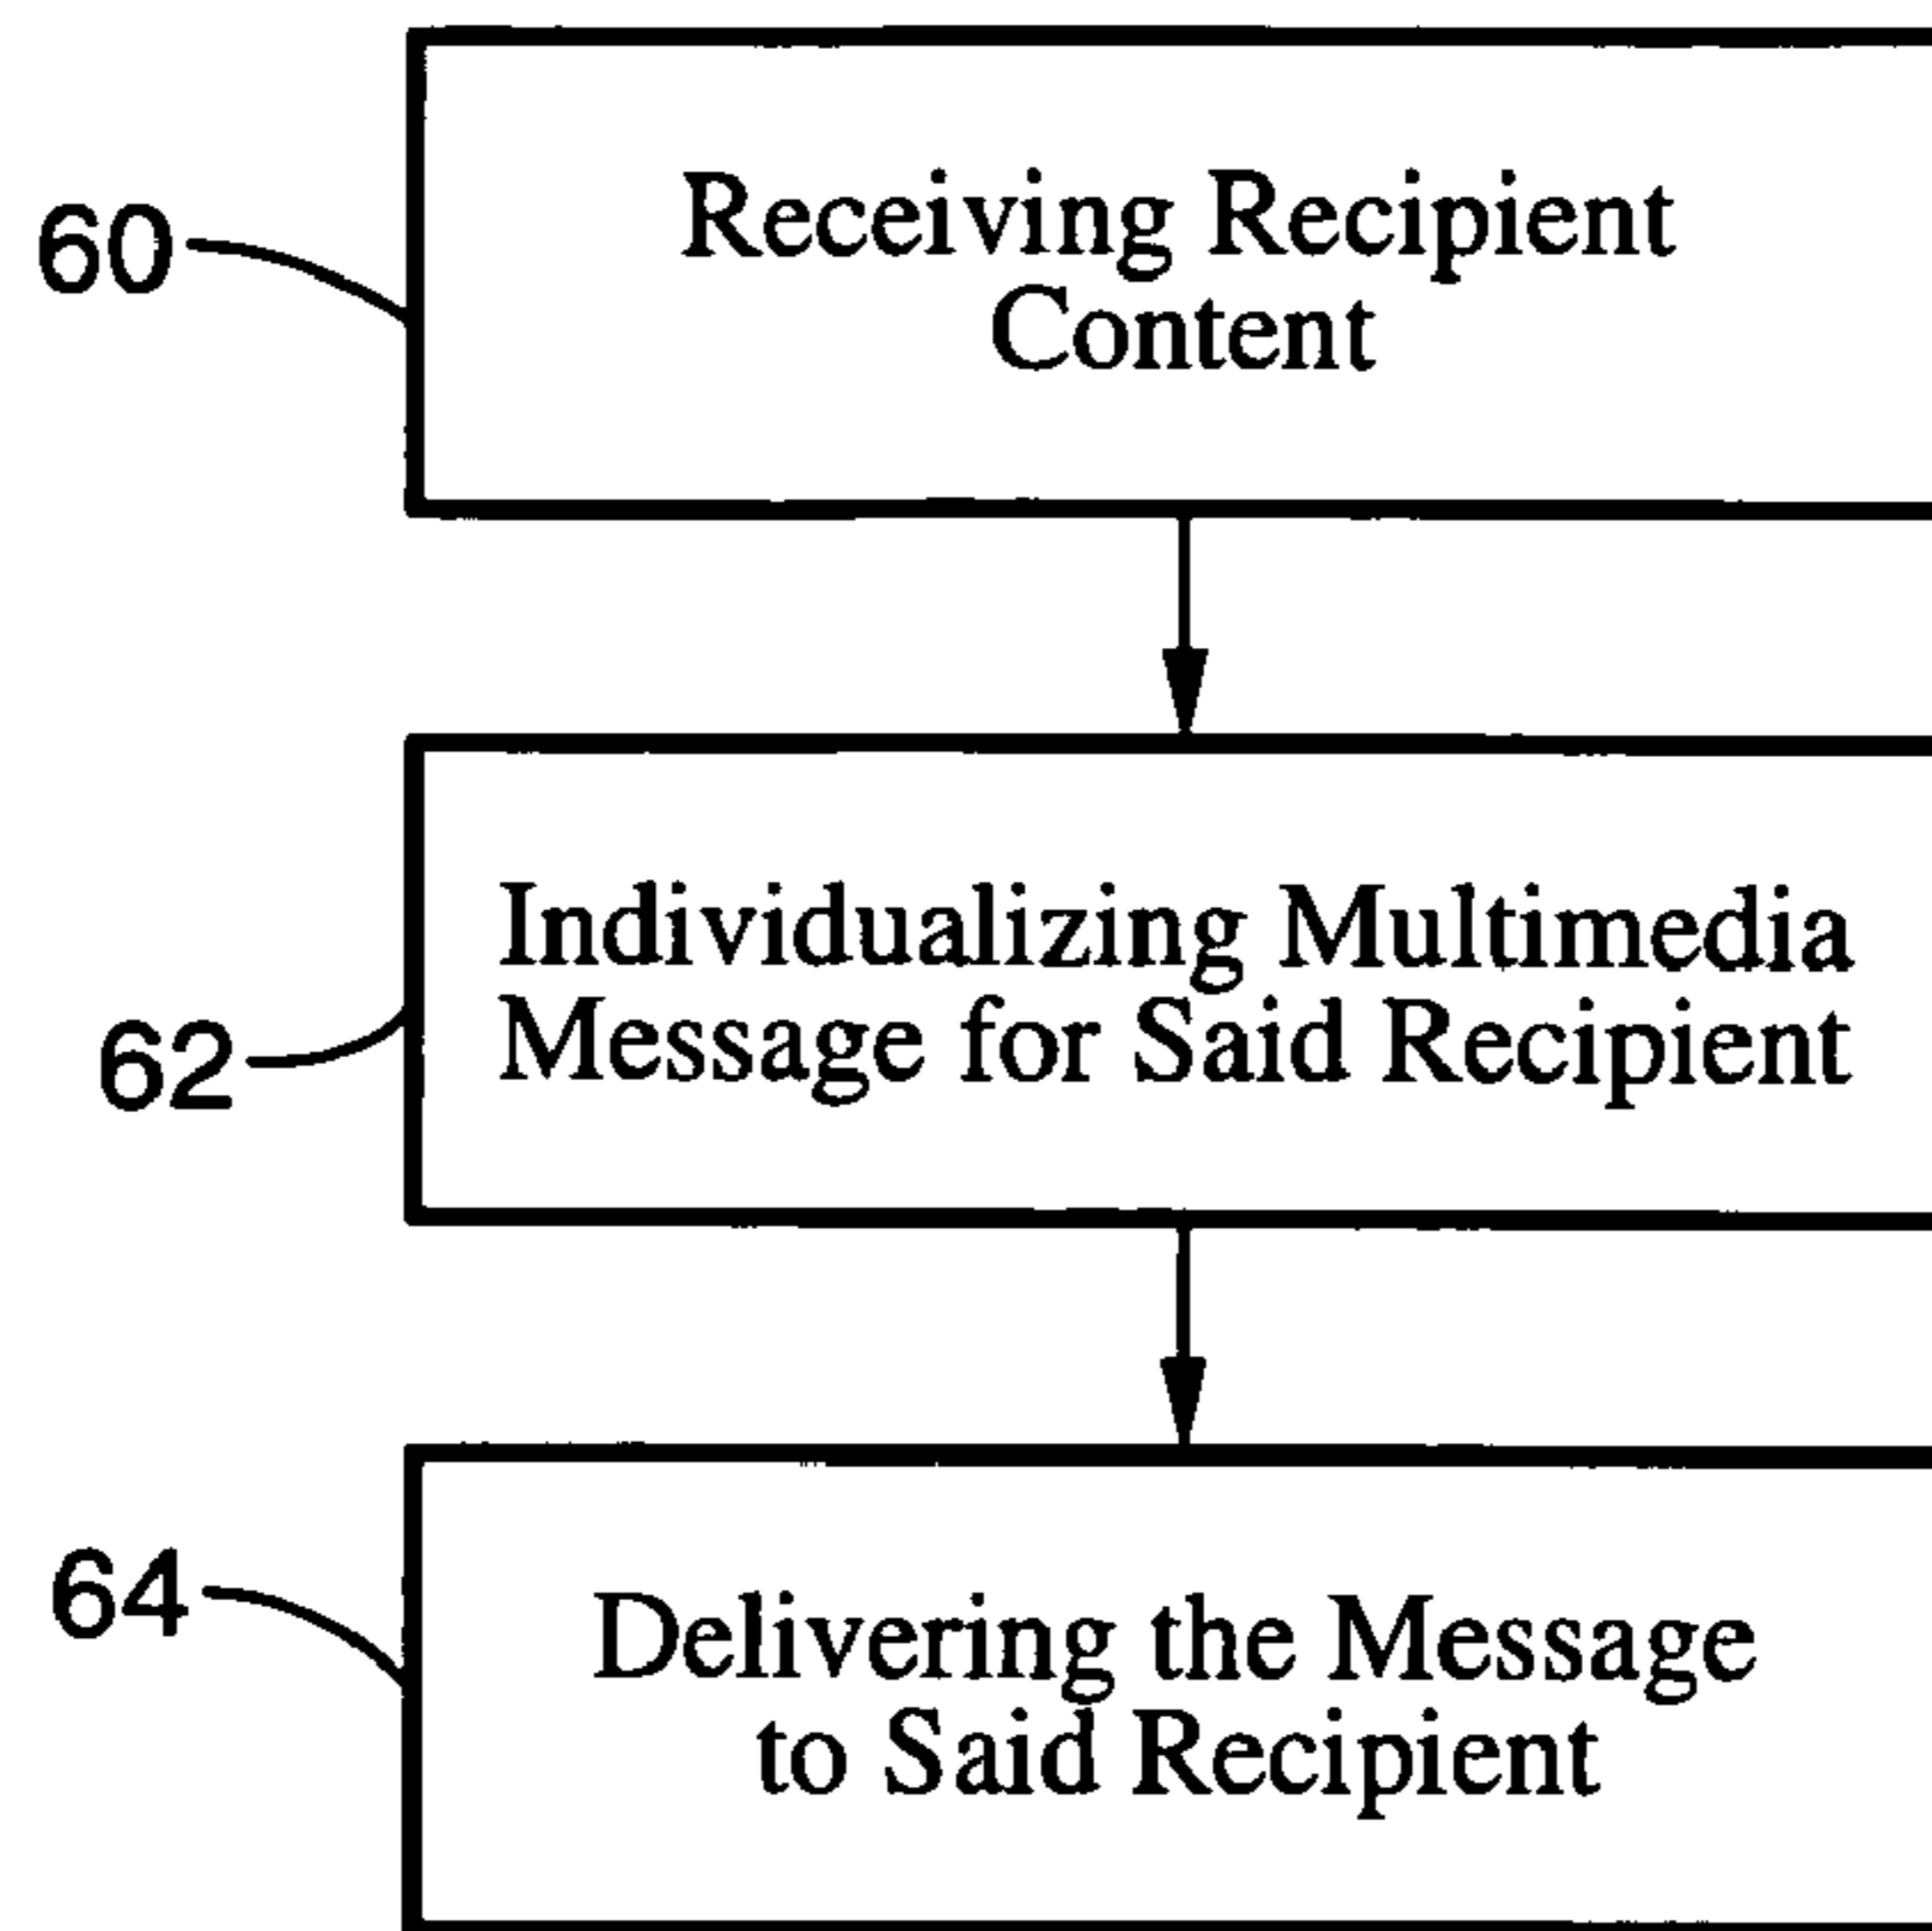 60
Receiving Recipient
Content
62
Individualizing Multimedia
Message for Said Recipient
64
Delivering the Message
to Said Recipient